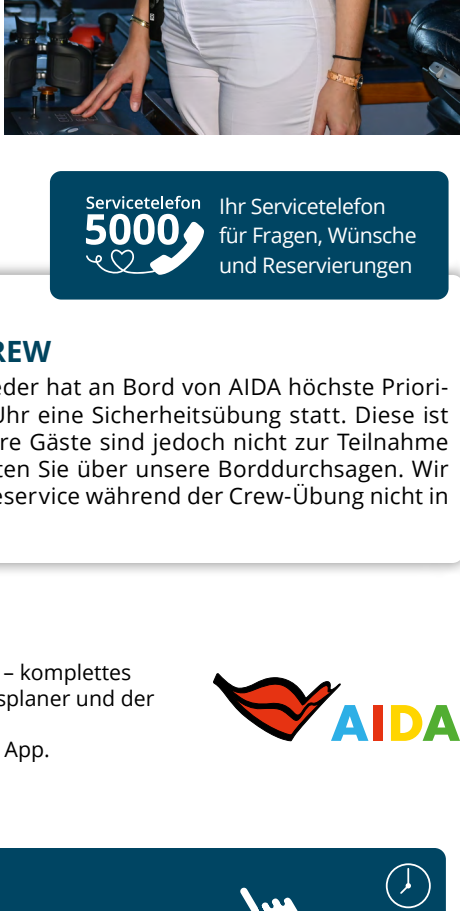 Servicetelefon
5000
Ihr Servicetelefon
für Fragen, Wünsche
und Reservierungen
REW
eder hat an Bord von AIDA höchste Priori-
Uhr eine Sicherheitsübung statt. Diese ist
re Gäste sind jedoch nicht zur Teilnahme
ten Sie über unsere Borddurchsagen. Wir
eservice während der Crew-Übung nicht in
– komplettes
splaner und der
App.
AIDA